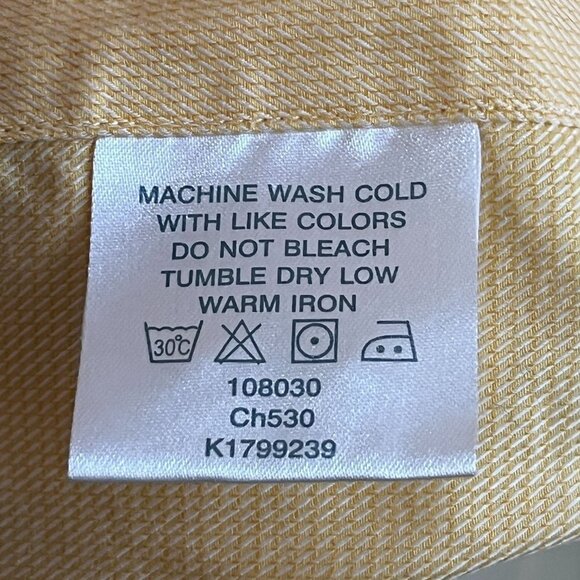 MACHINE WASH COLD
WITH LIKE COLORS
DO NOT BLEACH
TUMBLE DRY LOW
WARM IRON
30°C
108030
Ch530
K1799239